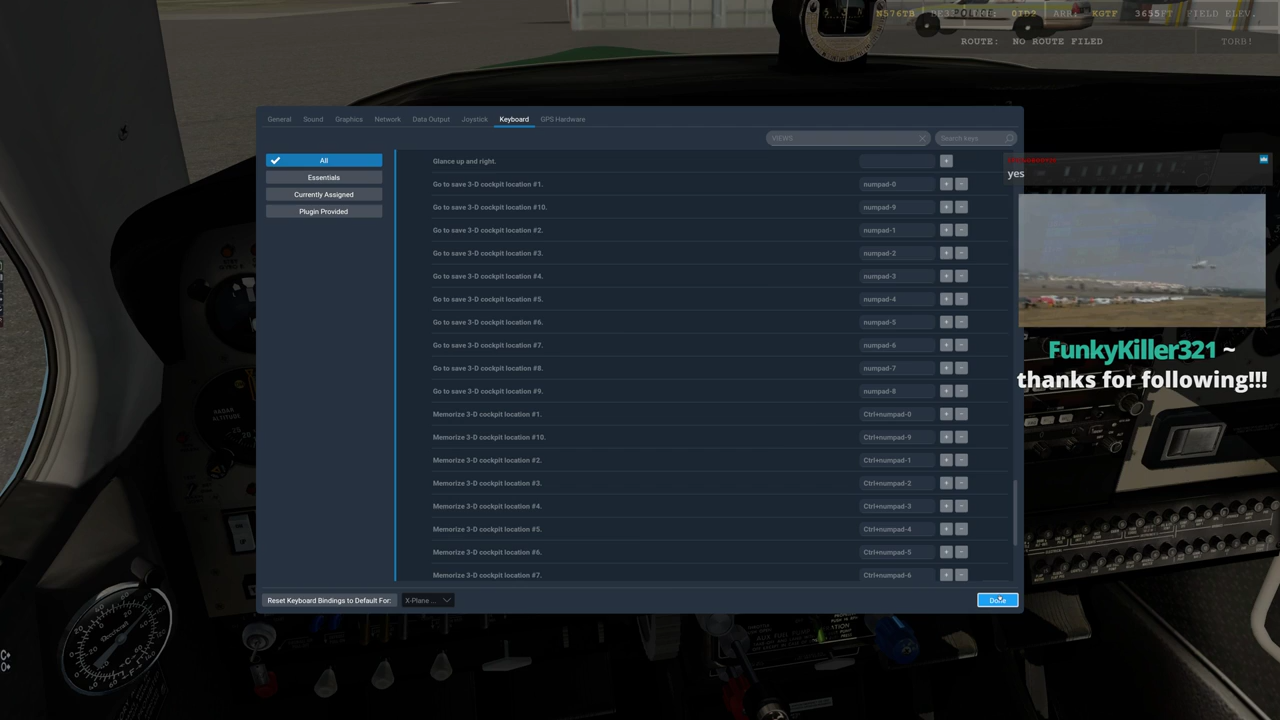 N576TB
0ID2 ARR: KGTF 3655FT FIELD ELEV.
ROUTE: NO ROUTE FILED TORB!
General Sound Graphics Network Data Output Joystick Keyboard GPS Hardware
VIEWS Search keys
All
Essentials
Currently Assigned
Plugin Provided
Glance up and right. +
Go to save 3-D cockpit location #1. numpad-0 + -
Go to save 3-D cockpit location #10. numpad-9 + -
Go to save 3-D cockpit location #2. numpad-1 + -
Go to save 3-D cockpit location #3. numpad-2 + -
Go to save 3-D cockpit location #4. numpad-3 + -
Go to save 3-D cockpit location #5. numpad-4 + -
Go to save 3-D cockpit location #6. numpad-5 + -
Go to save 3-D cockpit location #7. numpad-6 + -
Go to save 3-D cockpit location #8. numpad-7 + -
Go to save 3-D cockpit location #9. numpad-8 + -
Memorize 3-D cockpit location #1. Ctrl+numpad-0 + -
Memorize 3-D cockpit location #10. Ctrl+numpad-9 + -
Memorize 3-D cockpit location #2. Ctrl+numpad-1 + -
Memorize 3-D cockpit location #3. Ctrl+numpad-2 + -
Memorize 3-D cockpit location #4. Ctrl+numpad-3 + -
Memorize 3-D cockpit location #5. Ctrl+numpad-4 + -
Memorize 3-D cockpit location #6. Ctrl+numpad-5 + -
Memorize 3-D cockpit location #7. Ctrl+numpad-6 + -
Reset Keyboard Bindings to Default For: X-Plane ...
Done
yes
FunkyKiller321 ~
thanks for following!!!
RADAR
ALTITUDE